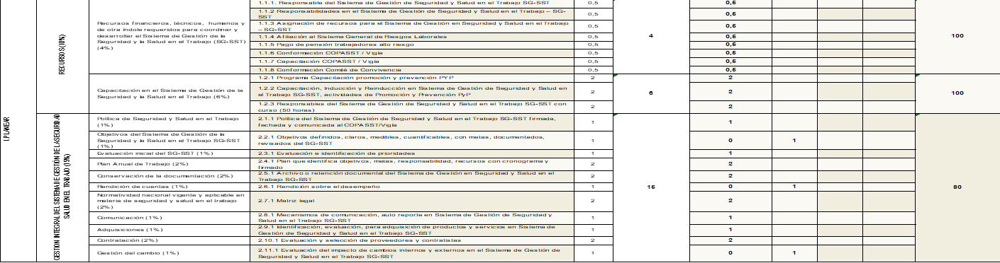 I. PLANEAR
RECURSOS (10%)
Recursos financieros, técnicos, humanos y
de otra índole requeridos para coordinar y
desarrollar el Sistema de Gestión de la
Seguridad y la Salud en el Trabajo (SG-SST)
(4%)
1.1.1. Responsable del Sistema de Gestión de Seguridad y Salud en el Trabajo SG-SST
0,5
0,5
1.1.2 Responsabilidades en el Sistema de Gestión de Seguridad y Salud en el Trabajo – SG-
SST
0,5
0,5
1.1.3 Asignación de recursos para el Sistema de Gestión en Seguridad y Salud en el Trabajo
– SG-SST
0,5
0,5
1.1.4 Afiliación al Sistema General de Riesgos Laborales
0,5
0,5
1.1.5 Pago de pensión trabajadores alto riesgo
0,5
0,5
1.1.6 Conformación COPASST / Vigía
0,5
0,5
1.1.7 Capacitación COPASST / Vigía
0,5
0,5
1.1.8 Conformación Comité de Convivencia
0,5
0,5
4
100
Capacitación en el Sistema de Gestión de la
Seguridad y la Salud en el Trabajo (6%)
1.2.1 Programa Capacitación promoción y prevención PYP
2
2
1.2.2 Capacitación, Inducción y Reinducción en Sistema de Gestión de Seguridad y Salud en
el Trabajo SG-SST, actividades de Promoción y Prevención PyP
2
2
1.2.3 Responsables del Sistema de Gestión de Seguridad y Salud en el Trabajo SG-SST con
curso (50 horas)
2
2
6
100
GESTIÓN INTEGRAL DEL SISTEMA DE GESTIÓN DE LA SEGURIDAD
SALUD EN EL TRABAJO (15%)
Política de Seguridad y Salud en el Trabajo
(1%)
2.1.1 Política del Sistema de Gestión de Seguridad y Salud en el Trabajo SG-SST firmada,
fechada y comunicada al COPASST/Vigía
1
1
Objetivos del Sistema de Gestión de la
Seguridad y la Salud en el Trabajo SG-SST
(1%)
2.2.1 Objetivos definidos, claros, medibles, cuantificables, con metas, documentados,
revisados del SG-SST
1
0
1
Evaluación inicial del SG-SST (1%)
2.3.1 Evaluación e identificación de prioridades
1
1
Plan Anual de Trabajo (2%)
2.4.1 Plan que identifica objetivos, metas, responsabilidad, recursos con cronograma y
firmado
2
2
Conservación de la documentación (2%)
2.5.1 Archivo o retención documental del Sistema de Gestión en Seguridad y Salud en el
Trabajo SG-SST
2
2
Rendición de cuentas (1%)
2.6.1 Rendición sobre el desempeño
1
0
1
Normatividad nacional vigente y aplicable en
materia de seguridad y salud en el trabajo
(2%)
2.7.1 Matriz legal
2
2
Comunicación (1%)
2.8.1 Mecanismos de comunicación, auto reporte en Sistema de Gestión de Seguridad y
Salud en el Trabajo SG-SST
1
1
Adquisiciones (1%)
2.9.1 Identificación, evaluación, para adquisición de productos y servicios en Sistema de
Gestión de Seguridad y Salud en el Trabajo SG-SST
1
1
Contratación (2%)
2.10.1 Evaluación y selección de proveedores y contratistas
2
2
Gestión del cambio (1%)
2.11.1 Evaluación del impacto de cambios internos y externos en el Sistema de Gestión de
Seguridad y Salud en el Trabajo SG-SST
1
0
1
15
80